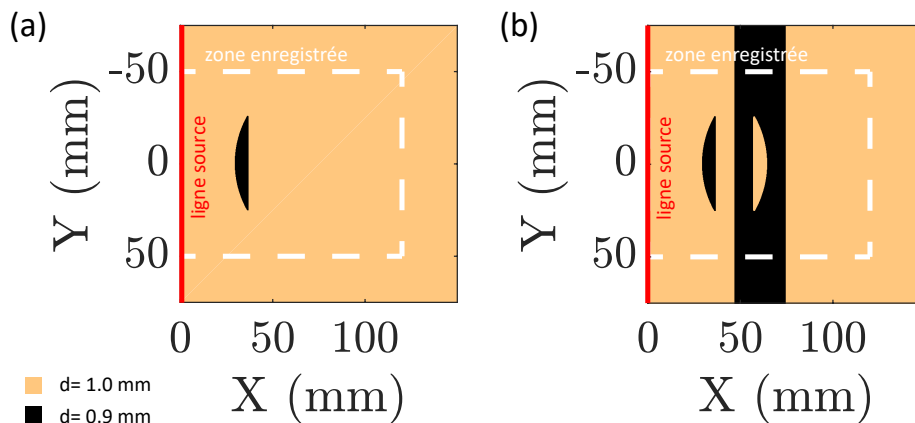 (a)
zone enregistrée
ligne source
-50
0
50
Y (mm)
0
50
100
X (mm)
d= 1.0 mm
d= 0.9 mm
(b)
zone enregistrée
ligne source
-50
0
50
Y (mm)
0
50
100
X (mm)